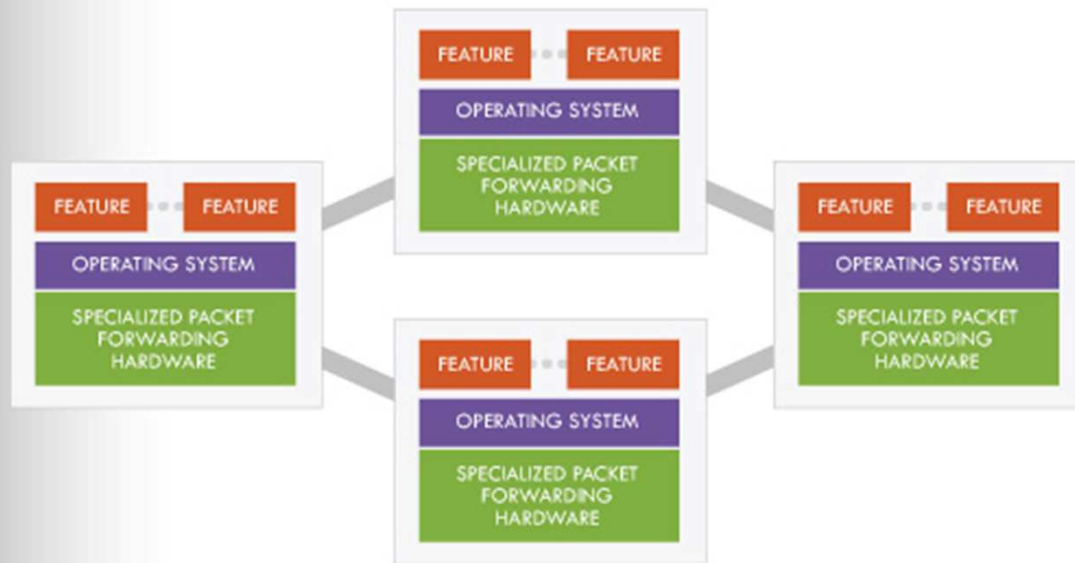 FEATURE FEATURE
OPERATING SYSTEM
SPECIALIZED PACKET
FORWARDING
HARDWARE
FEATURE FEATURE
OPERATING SYSTEM
SPECIALIZED PACKET
FORWARDING
HARDWARE
FEATURE FEATURE
OPERATING SYSTEM
SPECIALIZED PACKET
FORWARDING
HARDWARE
FEATURE FEATURE
OPERATING SYSTEM
SPECIALIZED PACKET
FORWARDING
HARDWARE